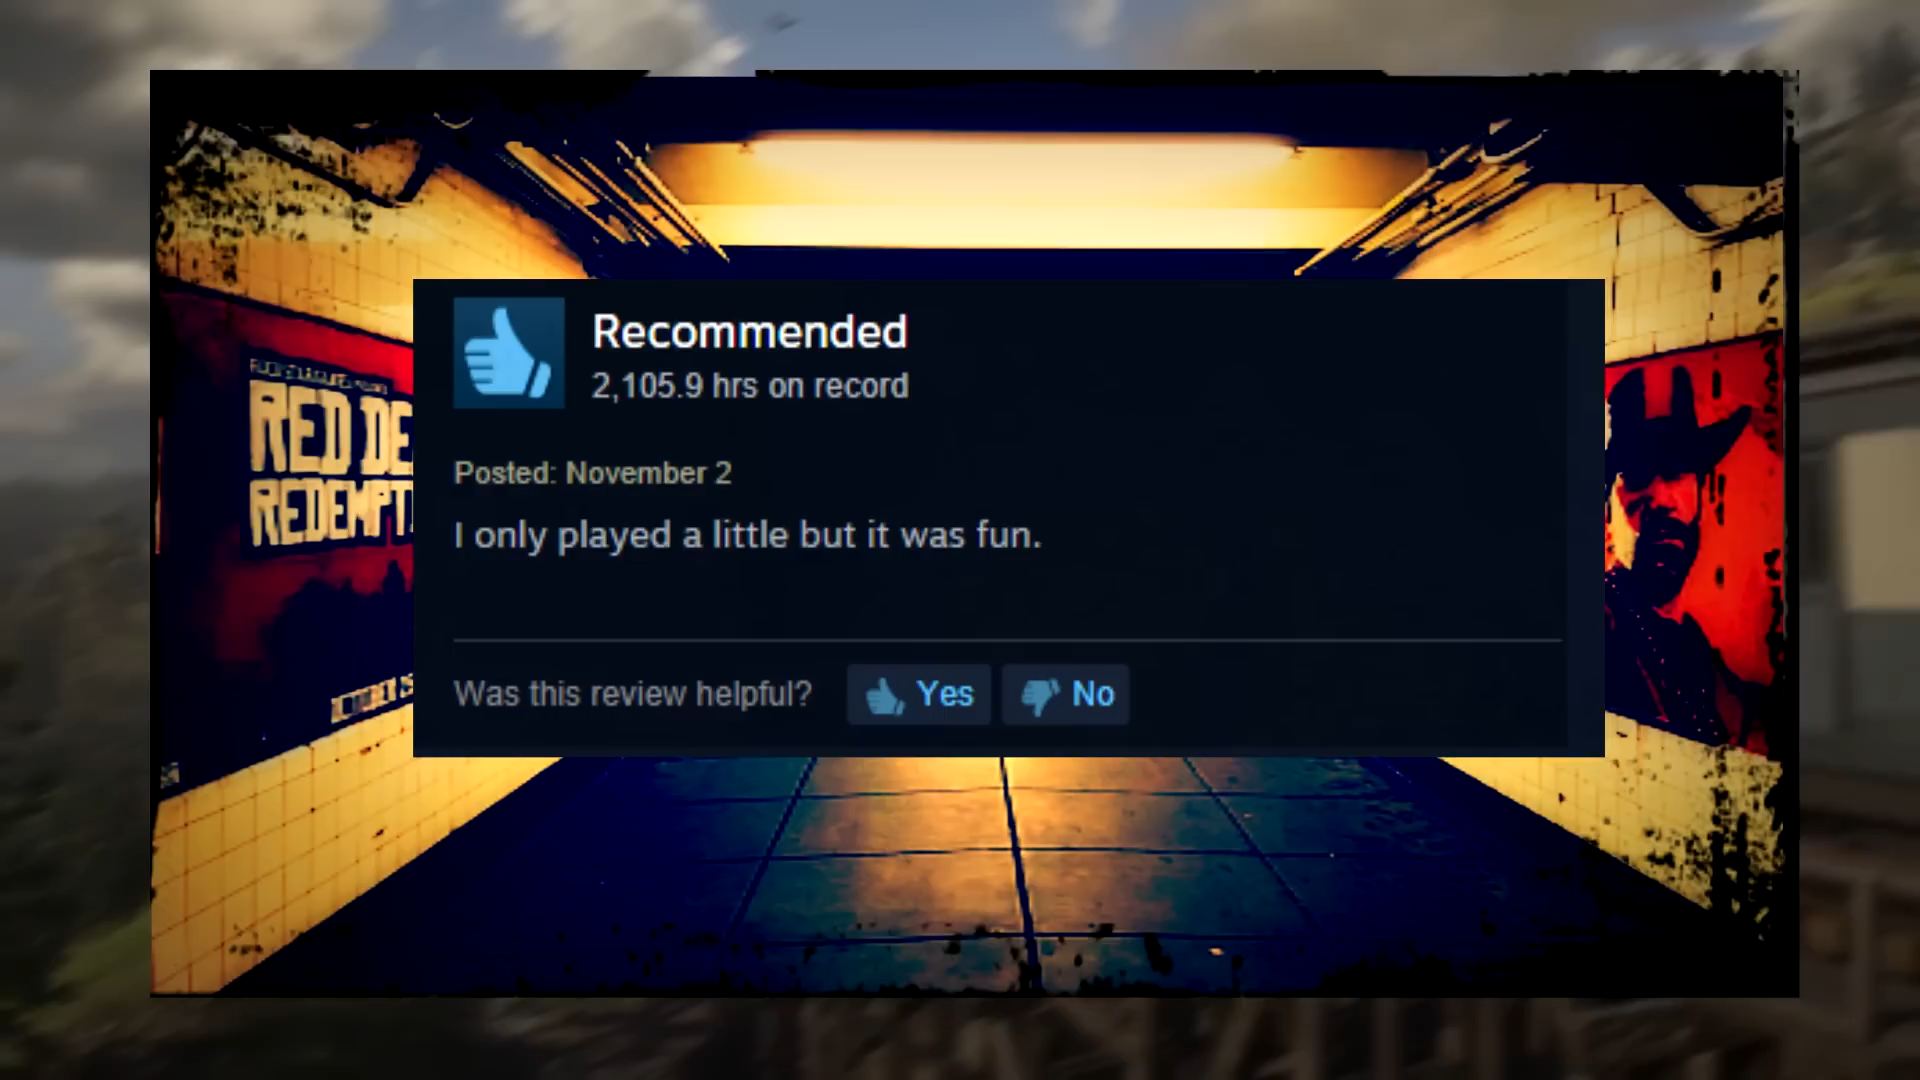 RED DE
REDEMPT
Recommended
2,105.9 hrs on record
Posted: November 2
I only played a little but it was fun.
Was this review helpful?
Yes
No